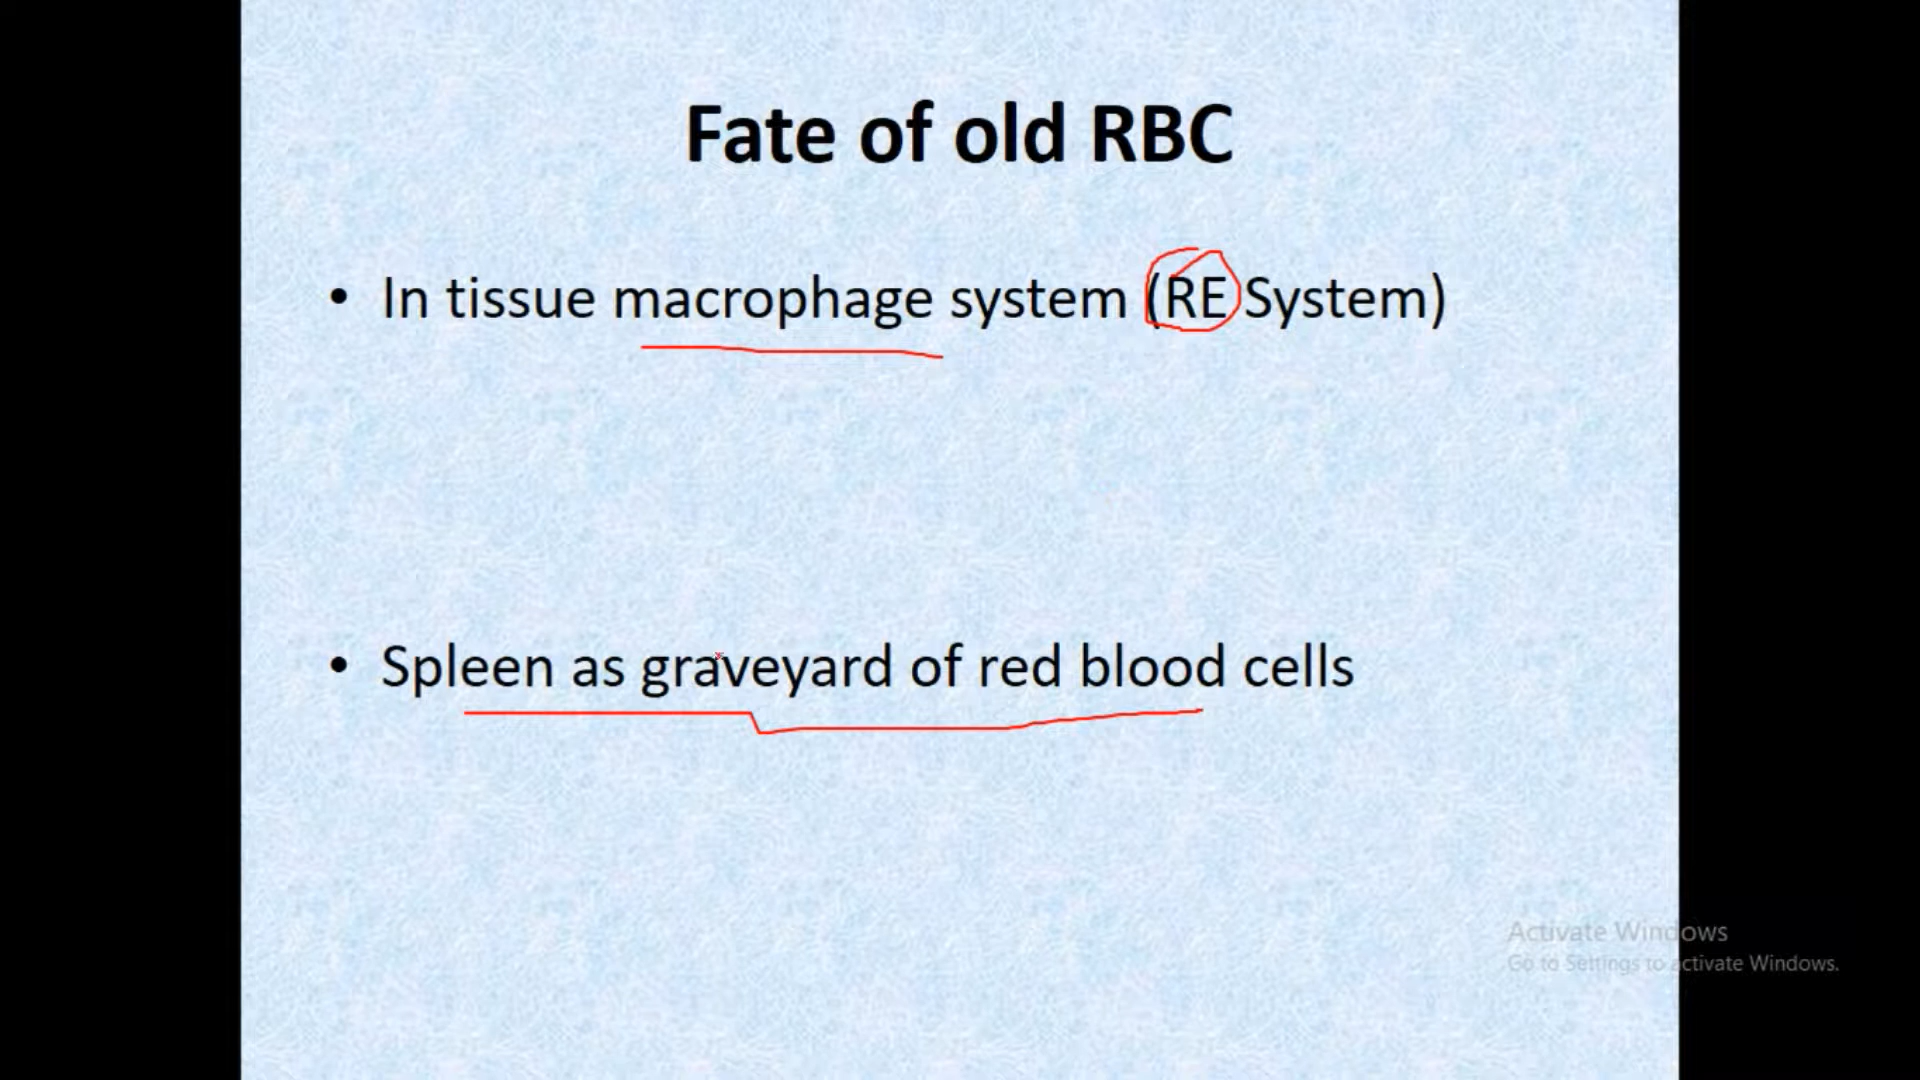 Fate of old RBC
• In tissue macrophage system (RE System)
• Spleen as graveyard of red blood cells
Activate Windows
Go to Settings to activate Windows.